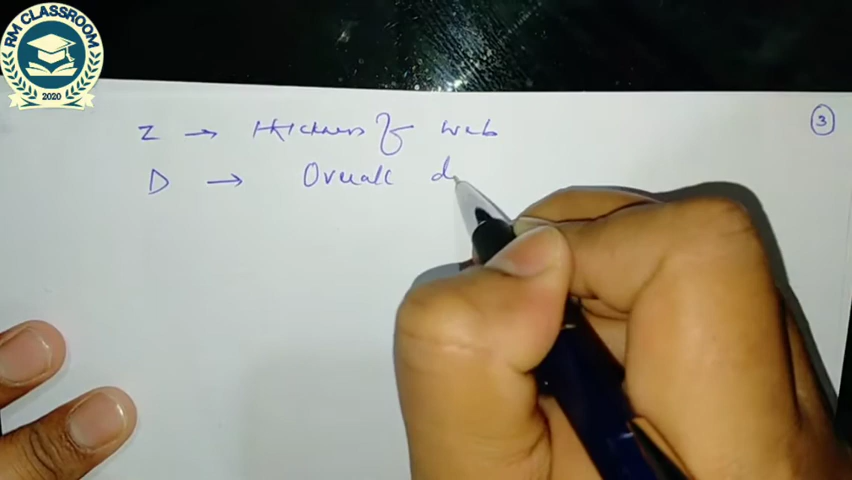 RM CLASSROOM
2020
3
z → thickness of web
D → Overall d